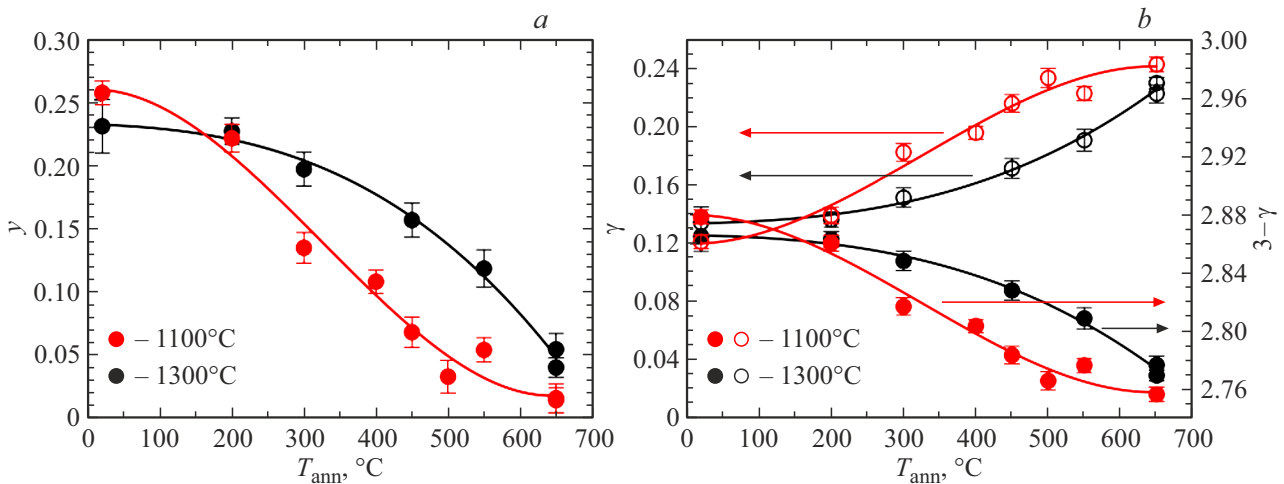 a
0.30
0.25
0.20
0.15
0.10
0.05
0
y
– 1100°C
– 1300°C
0 100 200 300 400 500 600 700
T_ann, °C
b
0.24
0.20
0.16
0.12
0.08
0.04
0
γ
3.00
2.96
2.92
2.88
2.84
2.80
2.76
3–γ
– 1100°C
– 1300°C
0 100 200 300 400 500 600 700
T_ann, °C